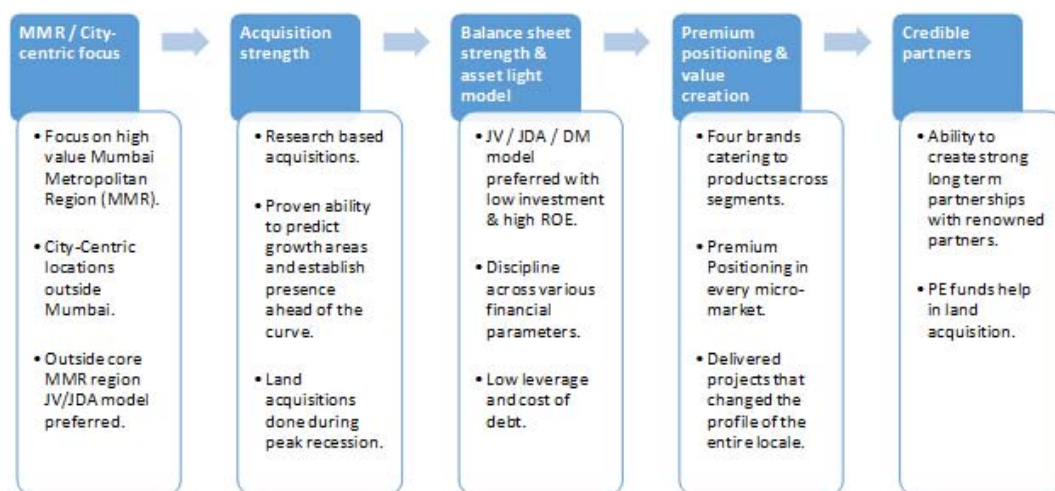 MMR / City-
centric focus
• Focus on high
value Mumbai
Metropolitan
Region (MMR).
• City-Centric
locations
outside
Mumbai.
• Outside core
MMR region
JV/JDA model
preferred.
Acquisition
strength
• Research based
acquisitions.
• Proven ability
to predict
growth areas
and establish
presence
ahead of the
curve.
• Land
acquisitions
done during
peak recession.
Balance sheet
strength &
asset light
model
• JV / JDA / DM
model
preferred with
low investment
& high ROE.
• Discipline
across various
financial
parameters.
• Low leverage
and cost of
debt.
Premium
positioning &
value
creation
• Four brands
catering to
products across
segments.
• Premium
Positioning in
every micro-
market.
• Delivered
projects that
changed the
profile of the
entire locale.
Credible
partners
• Ability to
create strong
long term
partnerships
with renowned
partners.
• PE funds help
in land
acquisition.